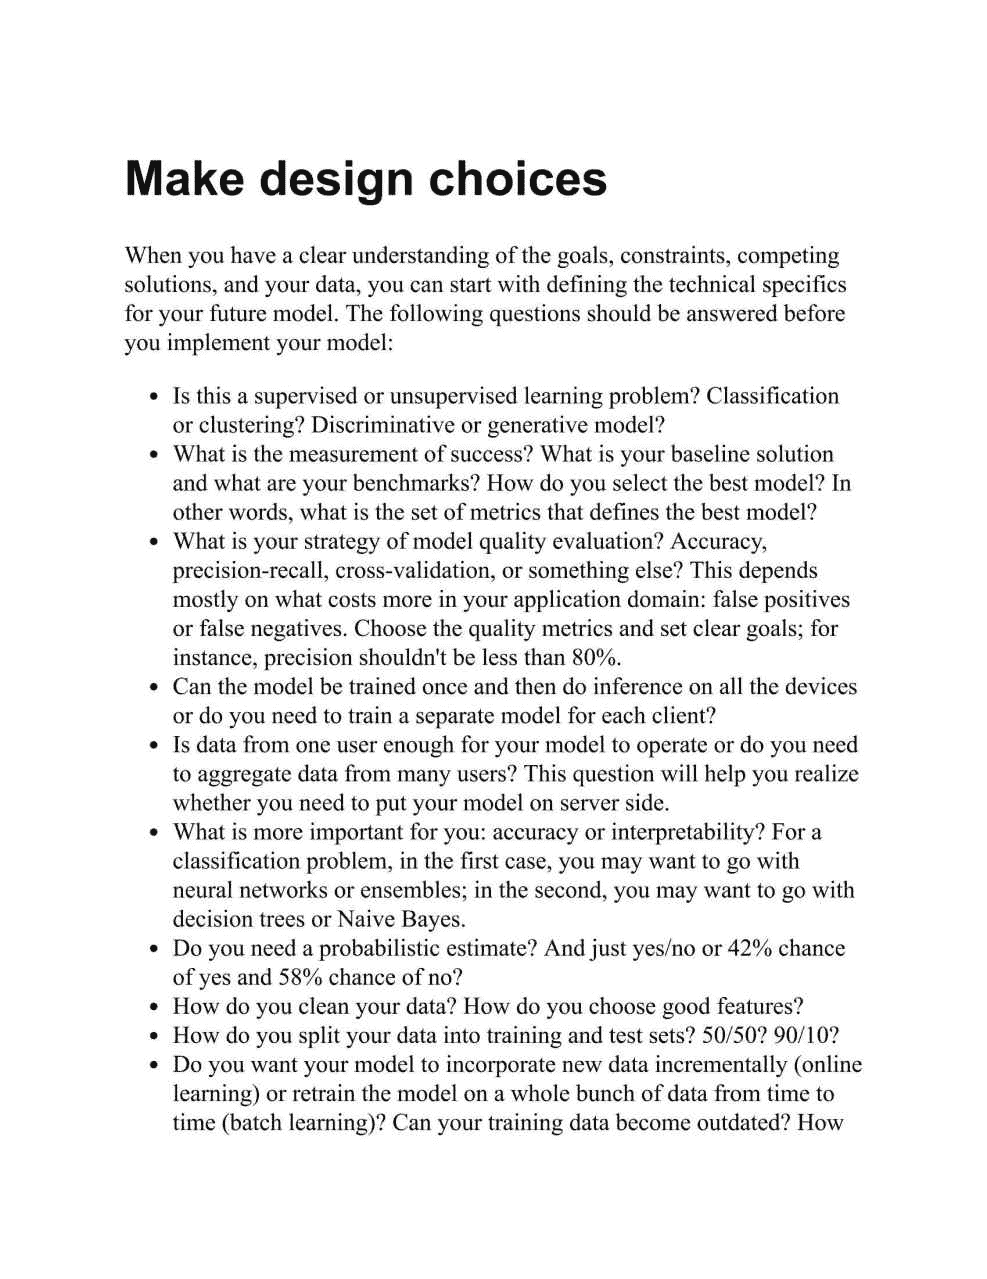 Make design choices
When you have a clear understanding of the goals, constraints, competing
solutions, and your data, you can start with defining the technical specifics
for your future model. The following questions should be answered before
you implement your model:
• Is this a supervised or unsupervised learning problem? Classification
or clustering? Discriminative or generative model?
• What is the measurement of success? What is your baseline solution
and what are your benchmarks? How do you select the best model? In
other words, what is the set of metrics that defines the best model?
• What is your strategy of model quality evaluation? Accuracy,
precision-recall, cross-validation, or something else? This depends
mostly on what costs more in your application domain: false positives
or false negatives. Choose the quality metrics and set clear goals; for
instance, precision shouldn't be less than 80%.
• Can the model be trained once and then do inference on all the devices
or do you need to train a separate model for each client?
• Is data from one user enough for your model to operate or do you need
to aggregate data from many users? This question will help you realize
whether you need to put your model on server side.
• What is more important for you: accuracy or interpretability? For a
classification problem, in the first case, you may want to go with
neural networks or ensembles; in the second, you may want to go with
decision trees or Naive Bayes.
• Do you need a probabilistic estimate? And just yes/no or 42% chance
of yes and 58% chance of no?
• How do you clean your data? How do you choose good features?
• How do you split your data into training and test sets? 50/50? 90/10?
• Do you want your model to incorporate new data incrementally (online
learning) or retrain the model on a whole bunch of data from time to
time (batch learning)? Can your training data become outdated? How